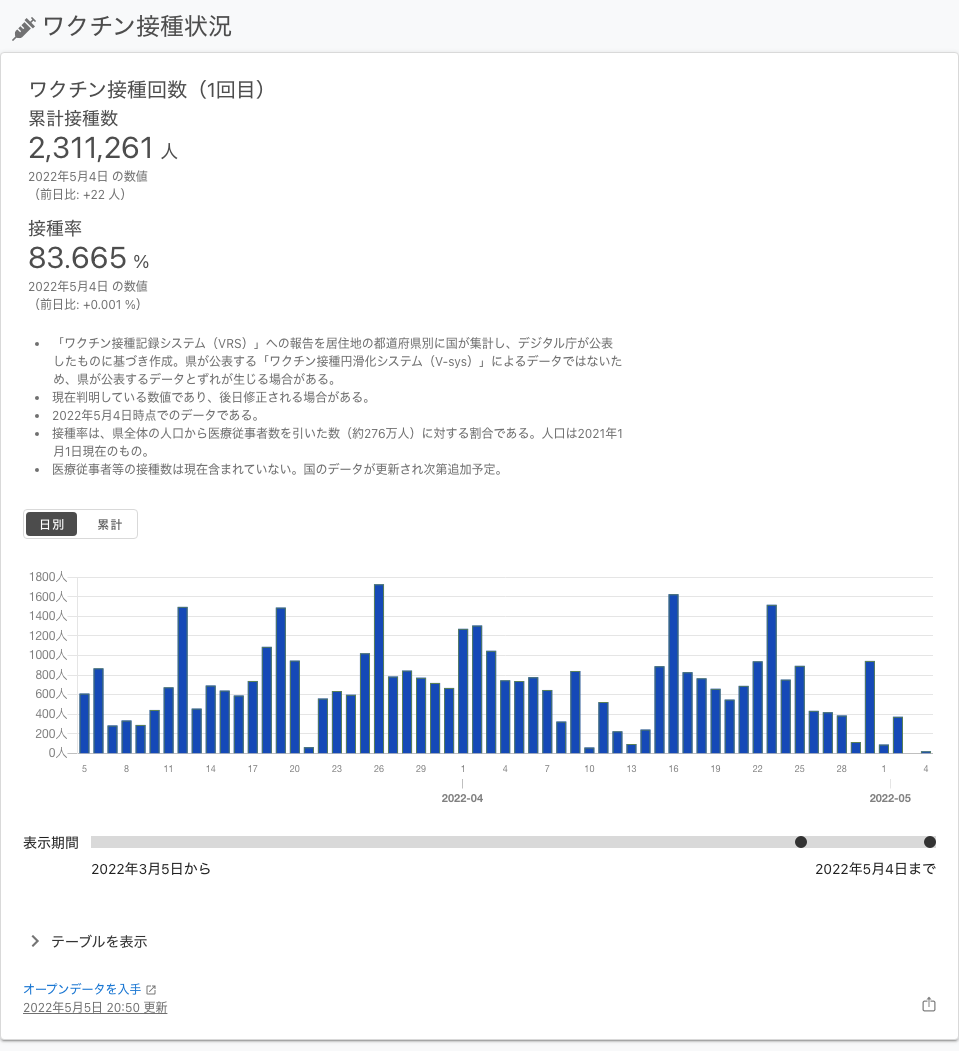 ワクチン接種状況
ワクチン接種回数（1回目）
累計接種数
2,311,261 人
2022年5月4日 の数値
（前日比: +22 人）
接種率
83.665 %
2022年5月4日 の数値
（前日比: +0.001 %）
• 「ワクチン接種記録システム（VRS）」への報告を居住地の都道府県別に国が集計し、デジタル庁が公表
したものに基づき作成。県が公表する「ワクチン接種円滑化システム（V-sys）」によるデータではないた
め、県が公表するデータとずれが生じる場合がある。
• 現在判明している数値であり、後日修正される場合がある。
• 2022年5月4日時点でのデータである。
• 接種率は、県全体の人口から医療従事者数を引いた数（約276万人）に対する割合である。人口は2021年1
月1日現在のもの。
• 医療従事者等の接種数は現在含まれていない。国のデータが更新され次第追加予定。
日別 累計
1800人
1600人
1400人
1200人
1000人
800人
600人
400人
200人
0人
5 8 11 14 17 20 23 26 29 1 4 7 10 13 16 19 22 25 28 1 4
2022-04 2022-05
表示期間
2022年3月5日から 2022年5月4日まで
テーブルを表示
オープンデータを入手
2022年5月5日 20:50 更新